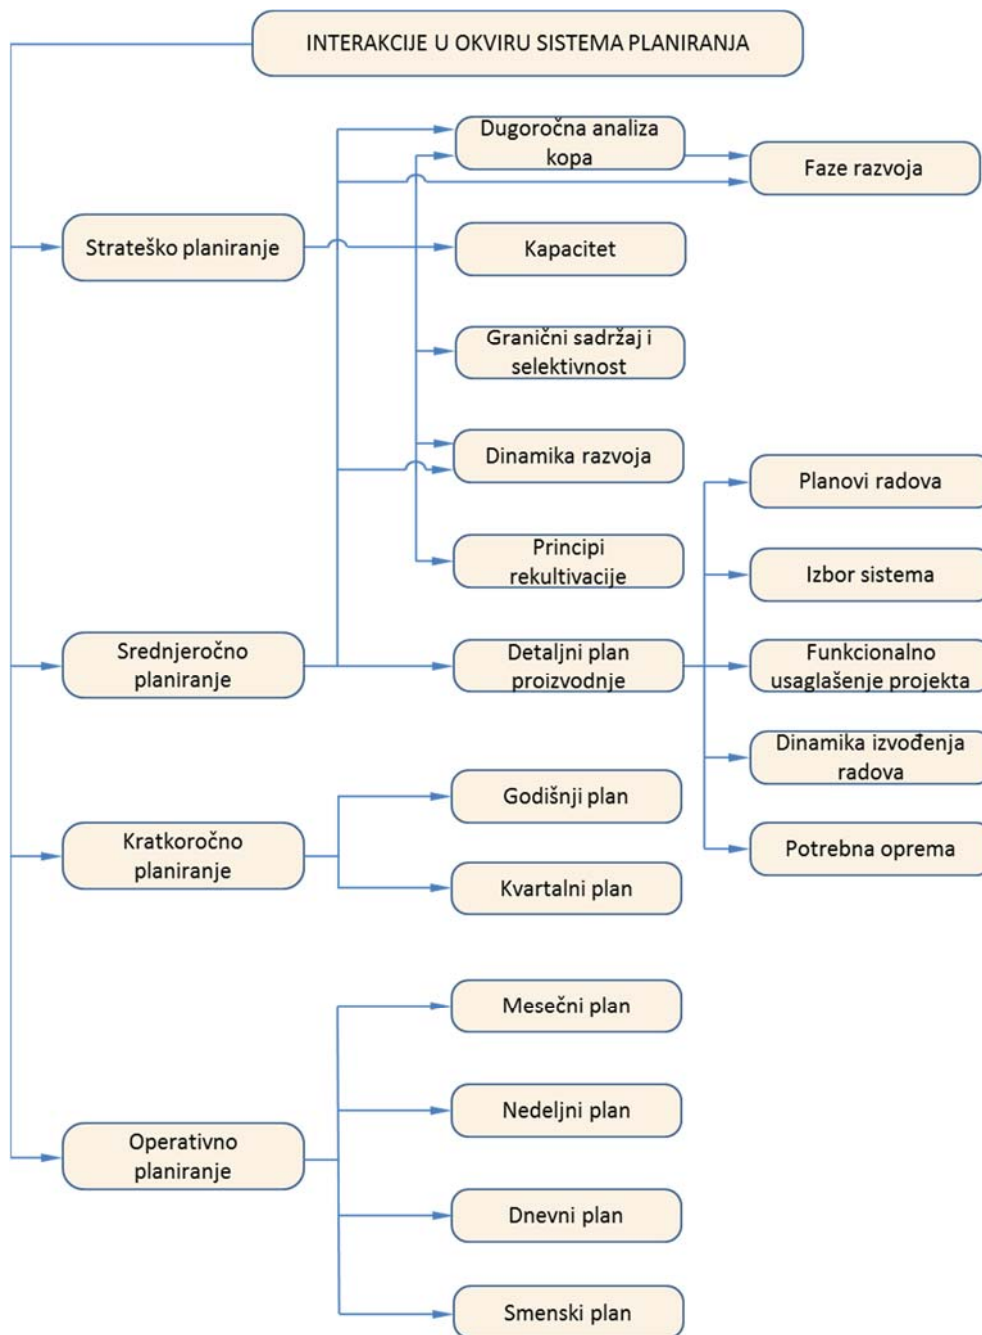 INTERAKCIJE U OKVIRU SISTEMA PLANIRANJA
Dugoročna analiza
kopa
Faze razvoja
Strateško planiranje
Kapacitet
Granični sadržaj i
selektivnost
Dinamika razvoja
Planovi radova
Principi
rekultivacije
Izbor sistema
Srednjeročno
planiranje
Detaljni plan
proizvodnje
Funkcionalno
usaglašenje projekta
Dinamika izvođenja
radova
Godišnji plan
Kratkoročno
planiranje
Potrebna oprema
Kvartalni plan
Mesečni plan
Nedeljni plan
Operativno
planiranje
Dnevni plan
Smenski plan